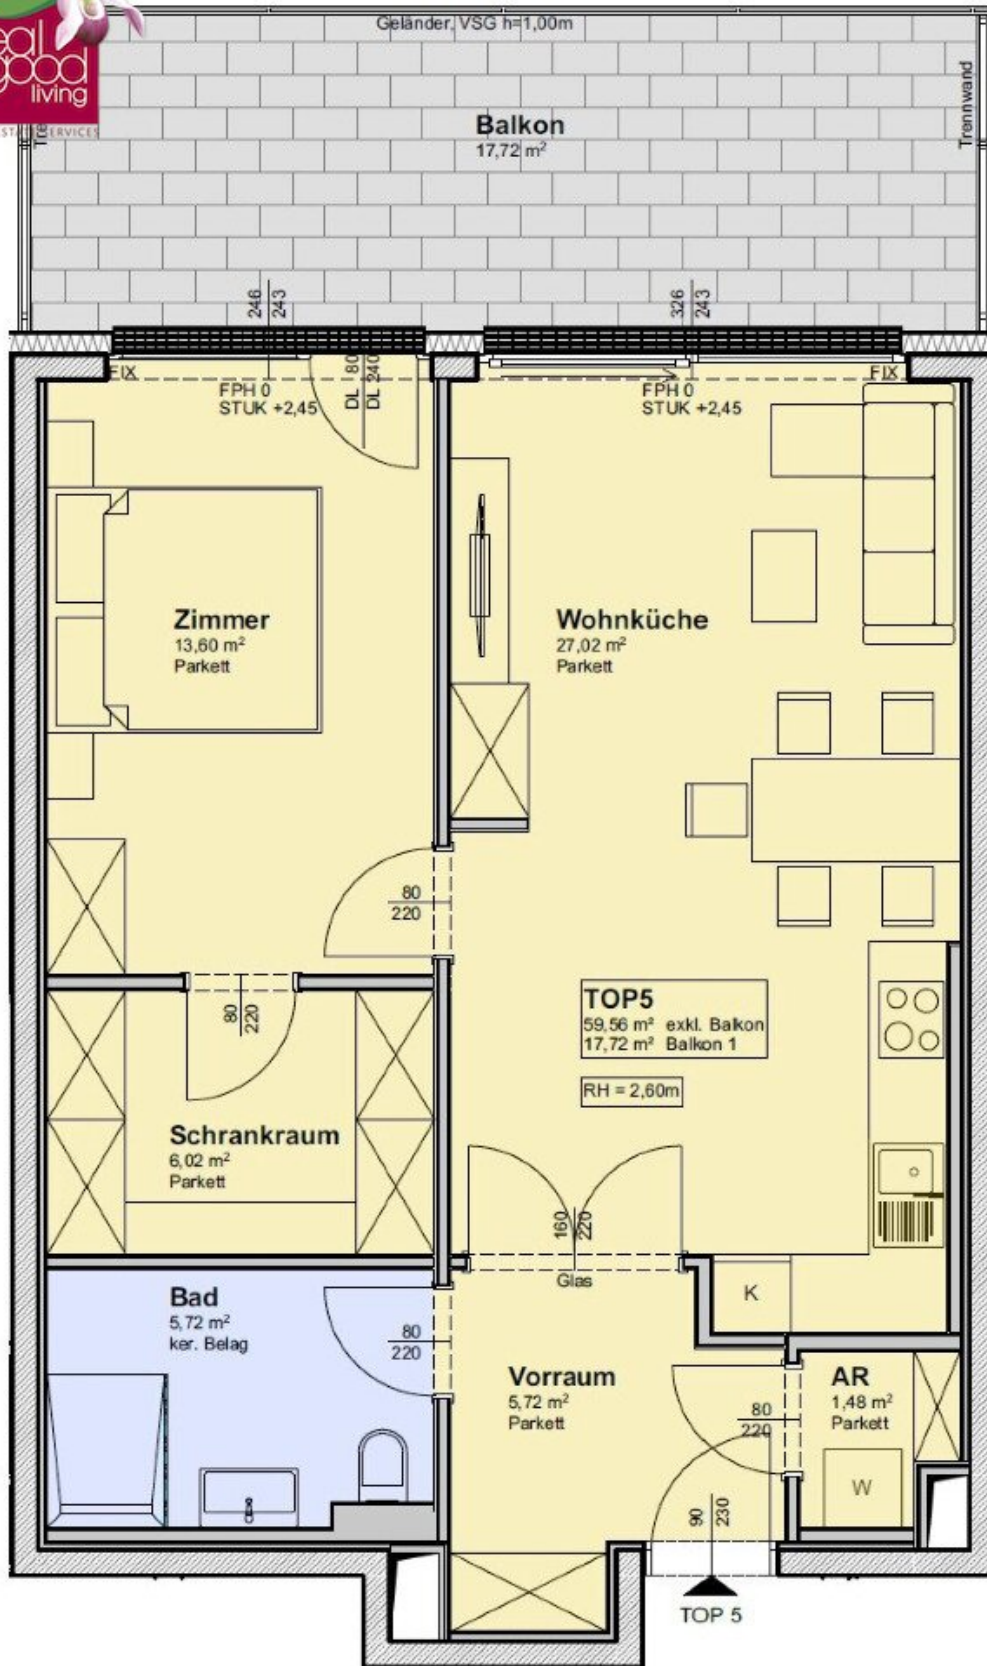 good
living
SERVICES
Geländer, VSG h=1,00m
Trennwand
Balkon
17,72 m²
246
243
326
243
FIX
FPH 0
STUK +2,45
DL 80
DL 240
FPH 0
STUK +2,45
FIX
Zimmer
13,60 m²
Parkett
Wohnküche
27,02 m²
Parkett
80
220
80
220
TOP5
59,56 m² exkl. Balkon
17,72 m² Balkon 1
RH = 2,60m
Schrankraum
6,02 m²
Parkett
160
220
Glas
K
Bad
5,72 m²
ker. Belag
80
220
Vorraum
5,72 m²
Parkett
80
220
AR
1,48 m²
Parkett
W
90
230
TOP 5